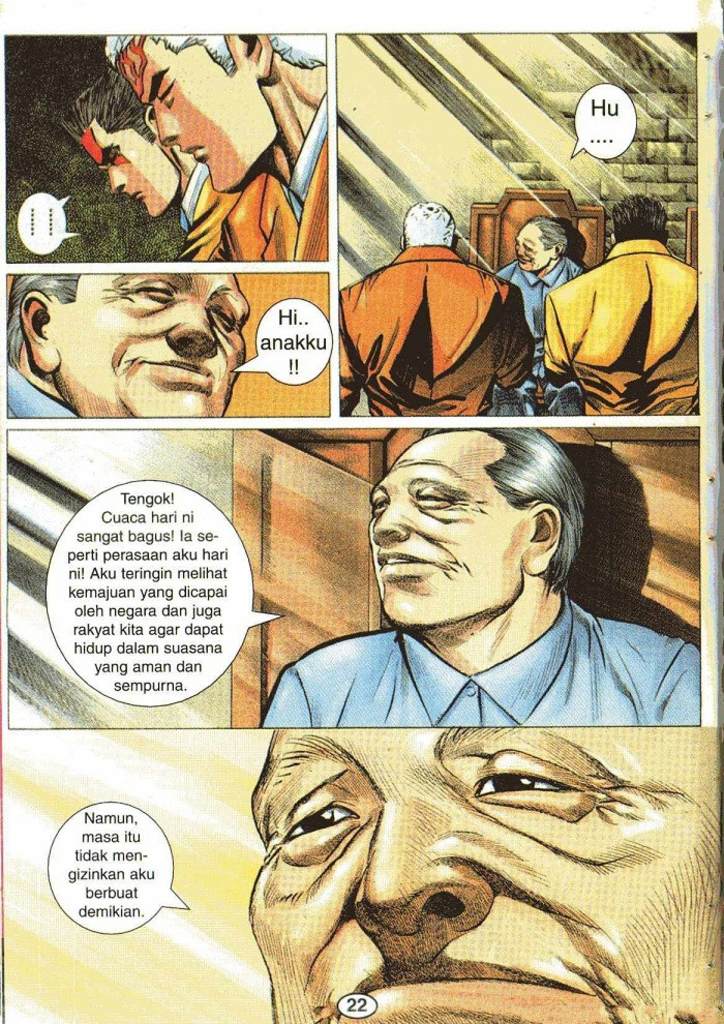 ! !
Hu
....
Hi..
anakku
!!
Tengok!
Cuaca hari ni
sangat bagus! Ia se-
perti perasaan aku hari
ni! Aku teringin melihat
kemajuan yang dicapai
oleh negara dan juga
rakyat kita agar dapat
hidup dalam suasana
yang aman dan
sempurna.
Namun,
masa itu
tidak men-
gizinkan aku
berbuat
demikian.
22